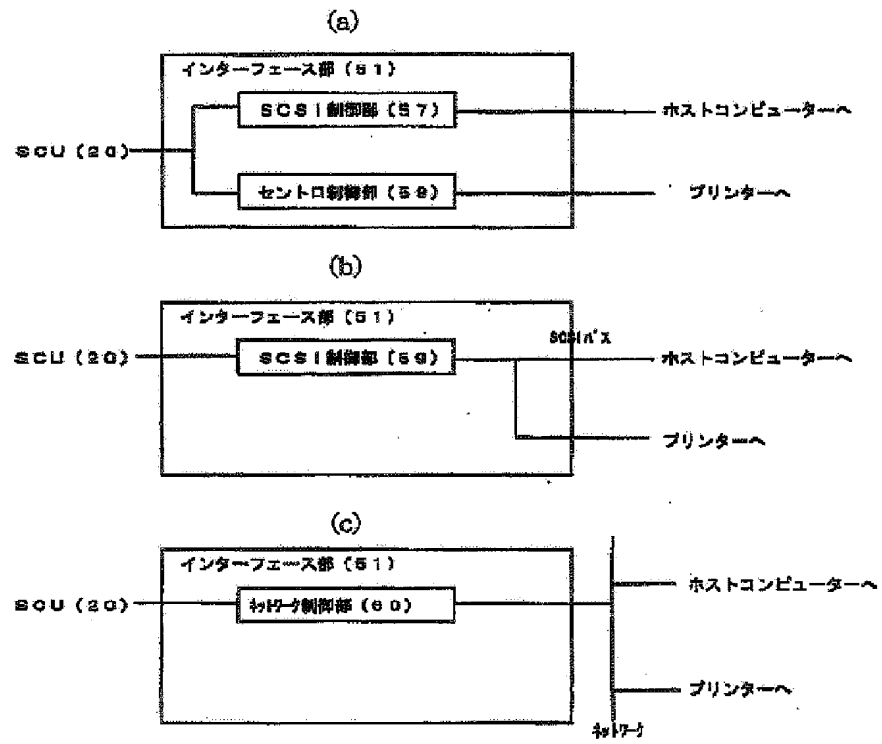 (a)
インターフェース部(51)
SCSI制御部(57)
ホストコンピューターへ
SCU(20)
セントロ制御部(58)
プリンターへ
(b)
インターフェース部(51)
SCSIバス
SCU(20)
SCSI制御部(59)
ホストコンピューターへ
プリンターへ
(c)
インターフェース部(51)
ホストコンピューターへ
SCU(20)
ネットワーク制御部(60)
プリンターへ
ネットワーク